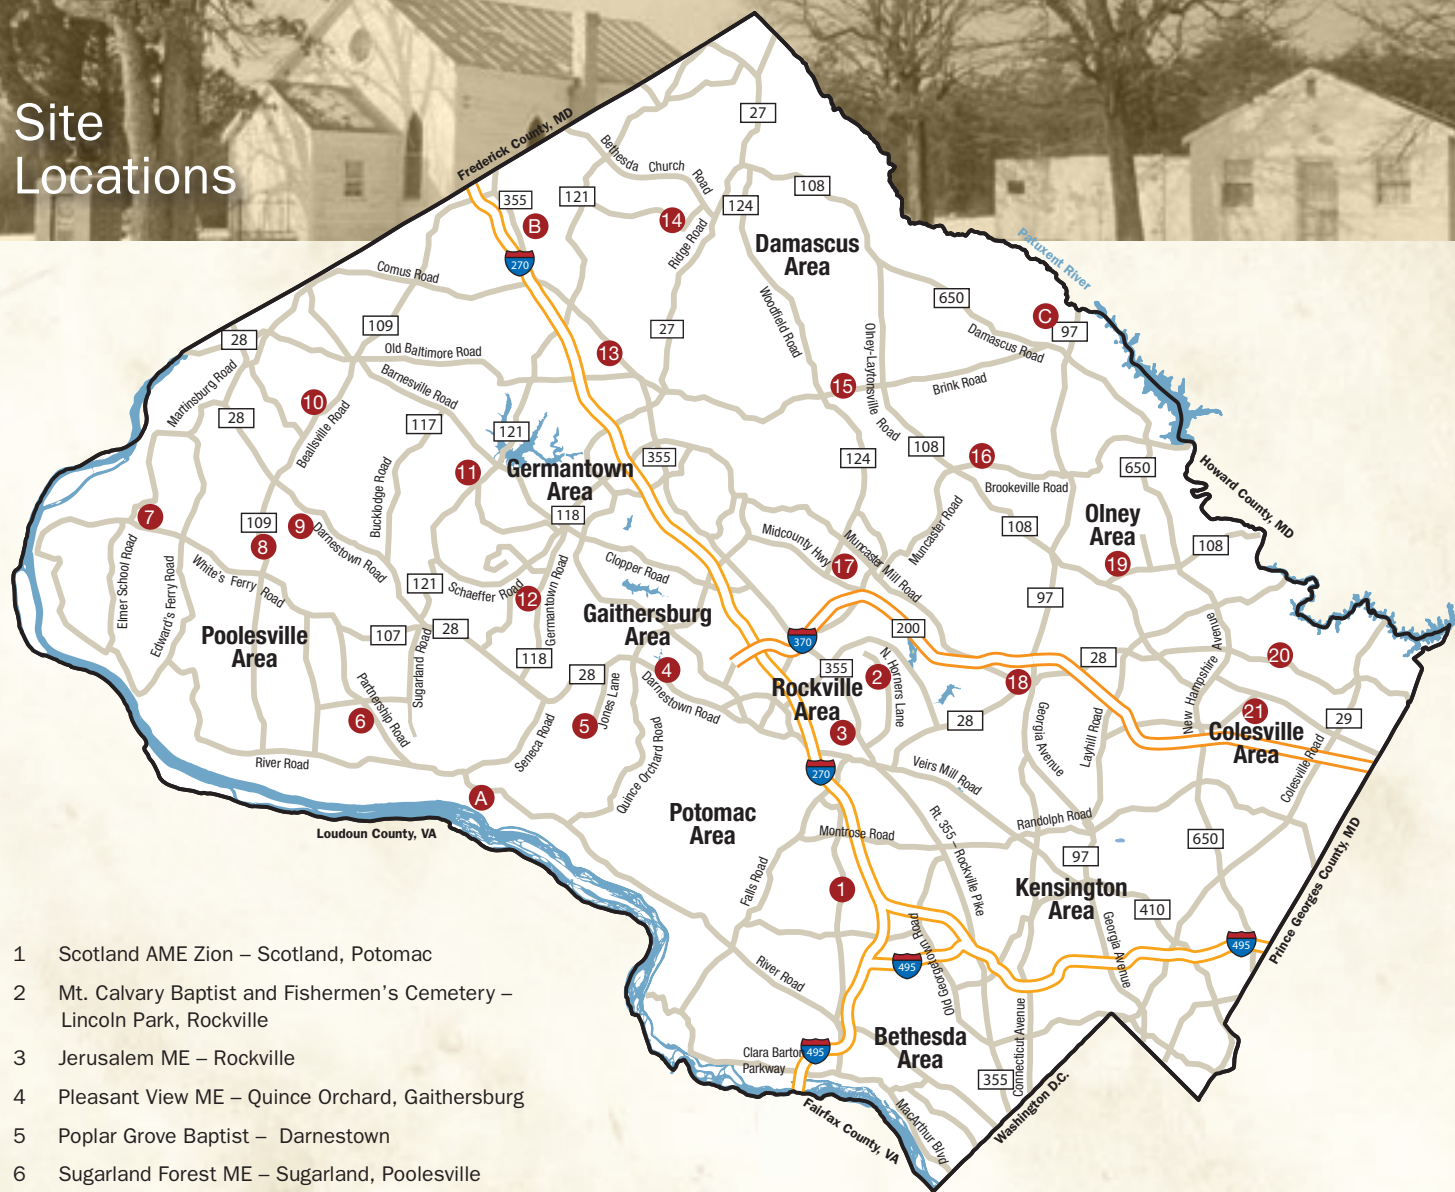 Site
Locations
Frederick County, MD
27
Bethesda Church Road
355
121
B
14
124
108
270
Ridge Road
Damascus
Area
Patuxent River
Comus Road
650
C
97
Woodfield Road
Olney-Laytonsville Road
Damascus Road
109
28
27
13
Old Baltimore Road
Martinsburg Road
Barnesville Road
15
Brink Road
10
28
Beallsville Road
117
121
355
124
108
16
650
Howard County, MD
11
Germantown
Area
Bucklodge Road
Brookeville Road
118
7
109
9
8
Darnestown Road
Midcounty Hwy
Muncaster Mill Road
Muncaster Road
108
Olney
Area
108
17
19
Elmer School Road
Edward's Ferry Road
White's Ferry Road
121
Schaeffer Road
12
Germantown Road
Clopper Road
Gaithersburg
Area
97
Avenue
Poolesville
Area
107
28
Sugarland Road
118
28
4
370
200
355
2
N. Horners Lane
28
20
18
Rockville
Area
Partnership Road
6
5
Jones Lane
Darnestown Road
3
28
Georgia Avenue
Layhill Road
New Hampshire
21
Colesville
Area
29
Colesville Road
River Road
Seneca Road
Quince Orchard Road
270
Veirs Mill Road
A
Loudoun County, VA
Potomac
Area
Montrose Road
Rt. 355 – Rockville Pike
Randolph Road
650
97
Prince Georges County, MD
Falls Road
1
Kensington
Area
410
Old Georgetown Road
Georgia Avenue
495
495
River Road
Connecticut Avenue
Bethesda
Area
Clara Barton
Parkway
495
355
Washington D.C.
Fairfax County, VA
MacArthur Blvd
1 Scotland AME Zion – Scotland, Potomac
2 Mt. Calvary Baptist and Fishermen's Cemetery –
Lincoln Park, Rockville
3 Jerusalem ME – Rockville
4 Pleasant View ME – Quince Orchard, Gaithersburg
5 Poplar Grove Baptist – Darnestown
6 Sugarland Forest ME – Sugarland, Poolesville